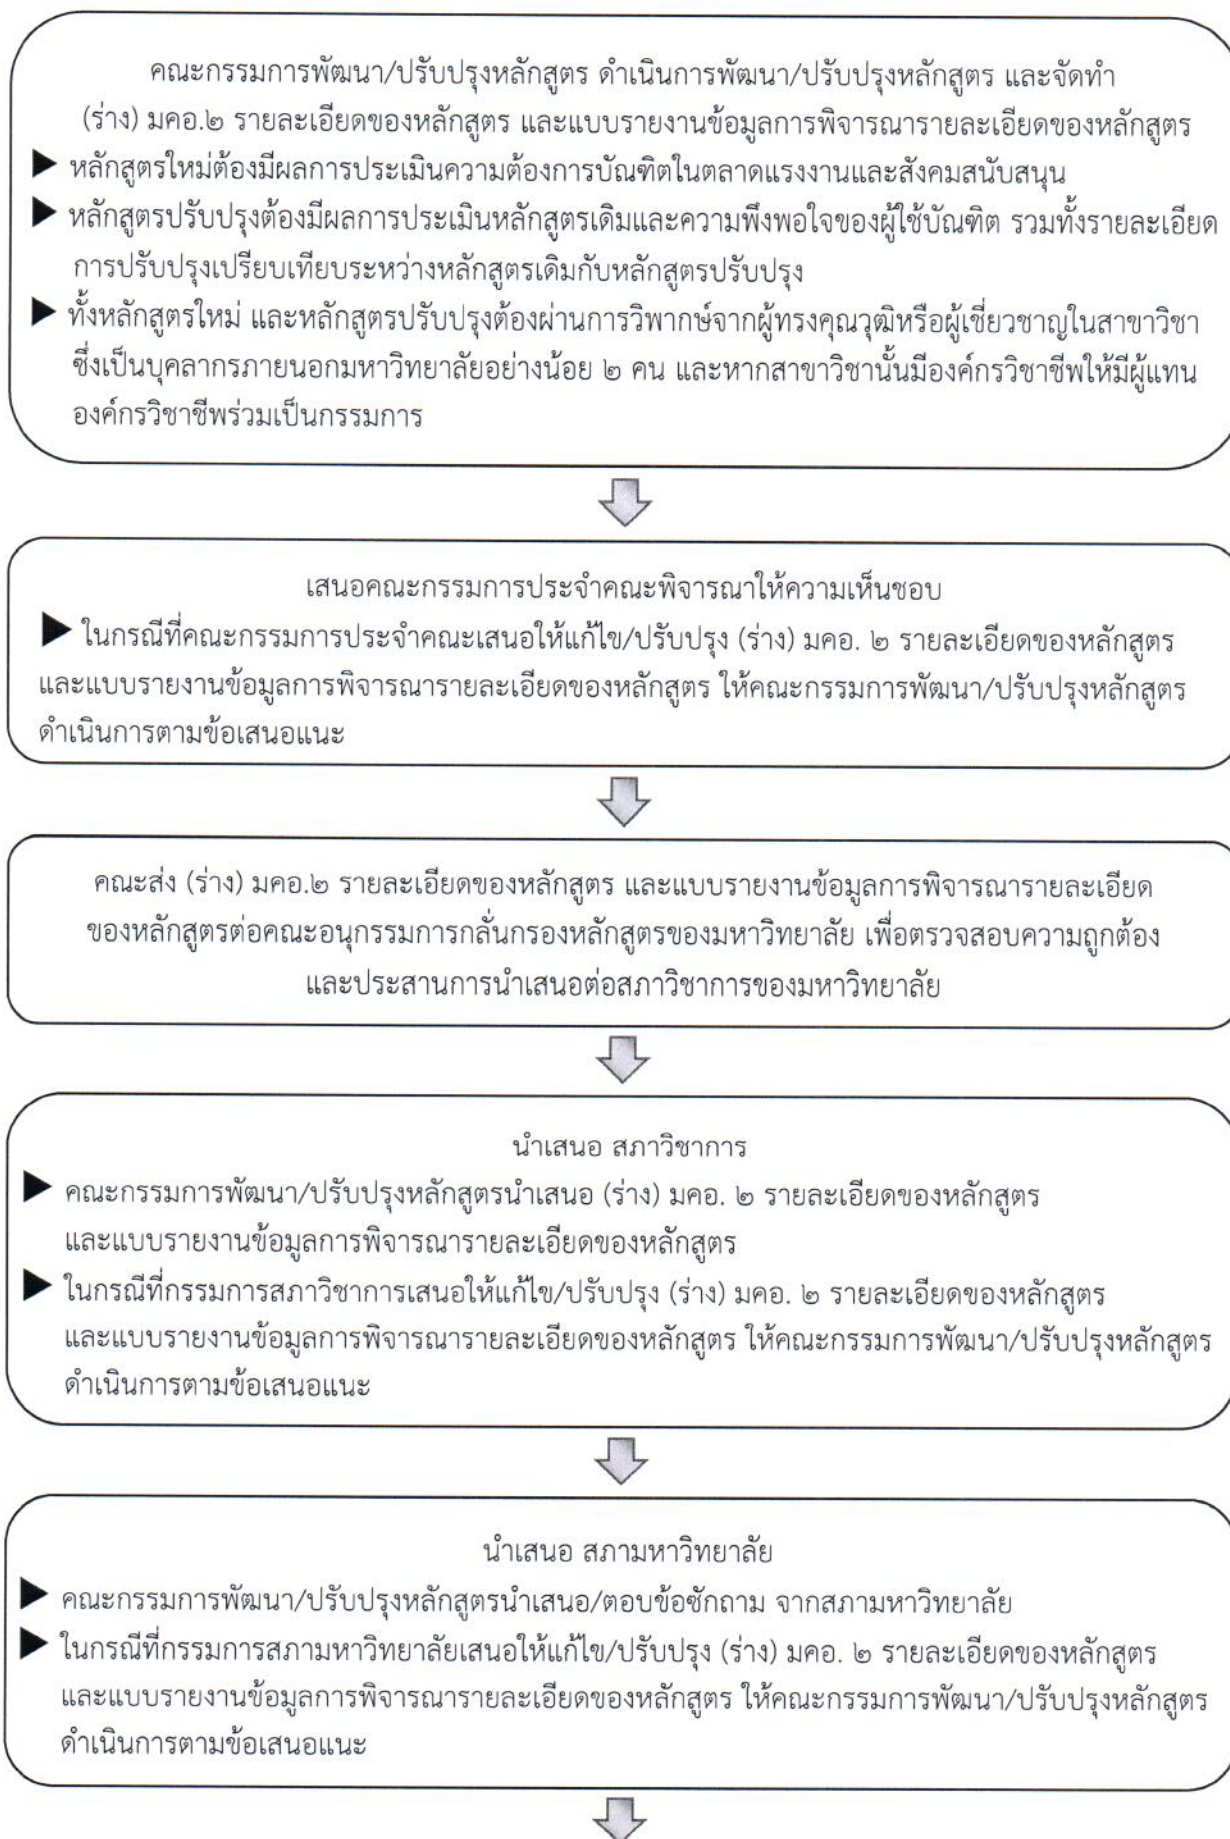 คณะกรรมการพัฒนา/ปรับปรุงหลักสูตร ดำเนินการพัฒนา/ปรับปรุงหลักสูตร และจัดทำ
(ร่าง) มคอ.๒ รายละเอียดของหลักสูตร และแบบรายงานข้อมูลการพิจารณารายละเอียดของหลักสูตร
▶ หลักสูตรใหม่ต้องมีผลการประเมินความต้องการบัณฑิตในตลาดแรงงานและสังคมสนับสนุน
▶ หลักสูตรปรับปรุงต้องมีผลการประเมินหลักสูตรเดิมและความพึงพอใจของผู้ใช้บัณฑิต รวมทั้งรายละเอียด
การปรับปรุงเปรียบเทียบระหว่างหลักสูตรเดิมกับหลักสูตรปรับปรุง
▶ ทั้งหลักสูตรใหม่ และหลักสูตรปรับปรุงต้องผ่านการวิพากษ์จากผู้ทรงคุณวุฒิหรือผู้เชี่ยวชาญในสาขาวิชา
ซึ่งเป็นบุคลากรภายนอกมหาวิทยาลัยอย่างน้อย ๒ คน และหากสาขาวิชานั้นมีองค์กรวิชาชีพให้มีผู้แทน
องค์กรวิชาชีพร่วมเป็นกรรมการ
เสนอคณะกรรมการประจำคณะพิจารณาให้ความเห็นชอบ
▶ ในกรณีที่คณะกรรมการประจำคณะเสนอให้แก้ไข/ปรับปรุง (ร่าง) มคอ. ๒ รายละเอียดของหลักสูตร
และแบบรายงานข้อมูลการพิจารณารายละเอียดของหลักสูตร ให้คณะกรรมการพัฒนา/ปรับปรุงหลักสูตร
ดำเนินการตามข้อเสนอแนะ
คณะส่ง (ร่าง) มคอ.๒ รายละเอียดของหลักสูตร และแบบรายงานข้อมูลการพิจารณารายละเอียด
ของหลักสูตรต่อคณะอนุกรรมการกลั่นกรองหลักสูตรของมหาวิทยาลัย เพื่อตรวจสอบความถูกต้อง
และประสานการนำเสนอต่อสภาวิชาการของมหาวิทยาลัย
นำเสนอ สภาวิชาการ
▶ คณะกรรมการพัฒนา/ปรับปรุงหลักสูตรนำเสนอ (ร่าง) มคอ. ๒ รายละเอียดของหลักสูตร
และแบบรายงานข้อมูลการพิจารณารายละเอียดของหลักสูตร
▶ ในกรณีที่กรรมการสภาวิชาการเสนอให้แก้ไข/ปรับปรุง (ร่าง) มคอ. ๒ รายละเอียดของหลักสูตร
และแบบรายงานข้อมูลการพิจารณารายละเอียดของหลักสูตร ให้คณะกรรมการพัฒนา/ปรับปรุงหลักสูตร
ดำเนินการตามข้อเสนอแนะ
นำเสนอ สภามหาวิทยาลัย
▶ คณะกรรมการพัฒนา/ปรับปรุงหลักสูตรนำเสนอ/ตอบข้อซักถาม จากสภามหาวิทยาลัย
▶ ในกรณีที่กรรมการสภามหาวิทยาลัยเสนอให้แก้ไข/ปรับปรุง (ร่าง) มคอ. ๒ รายละเอียดของหลักสูตร
และแบบรายงานข้อมูลการพิจารณารายละเอียดของหลักสูตร ให้คณะกรรมการพัฒนา/ปรับปรุงหลักสูตร
ดำเนินการตามข้อเสนอแนะ